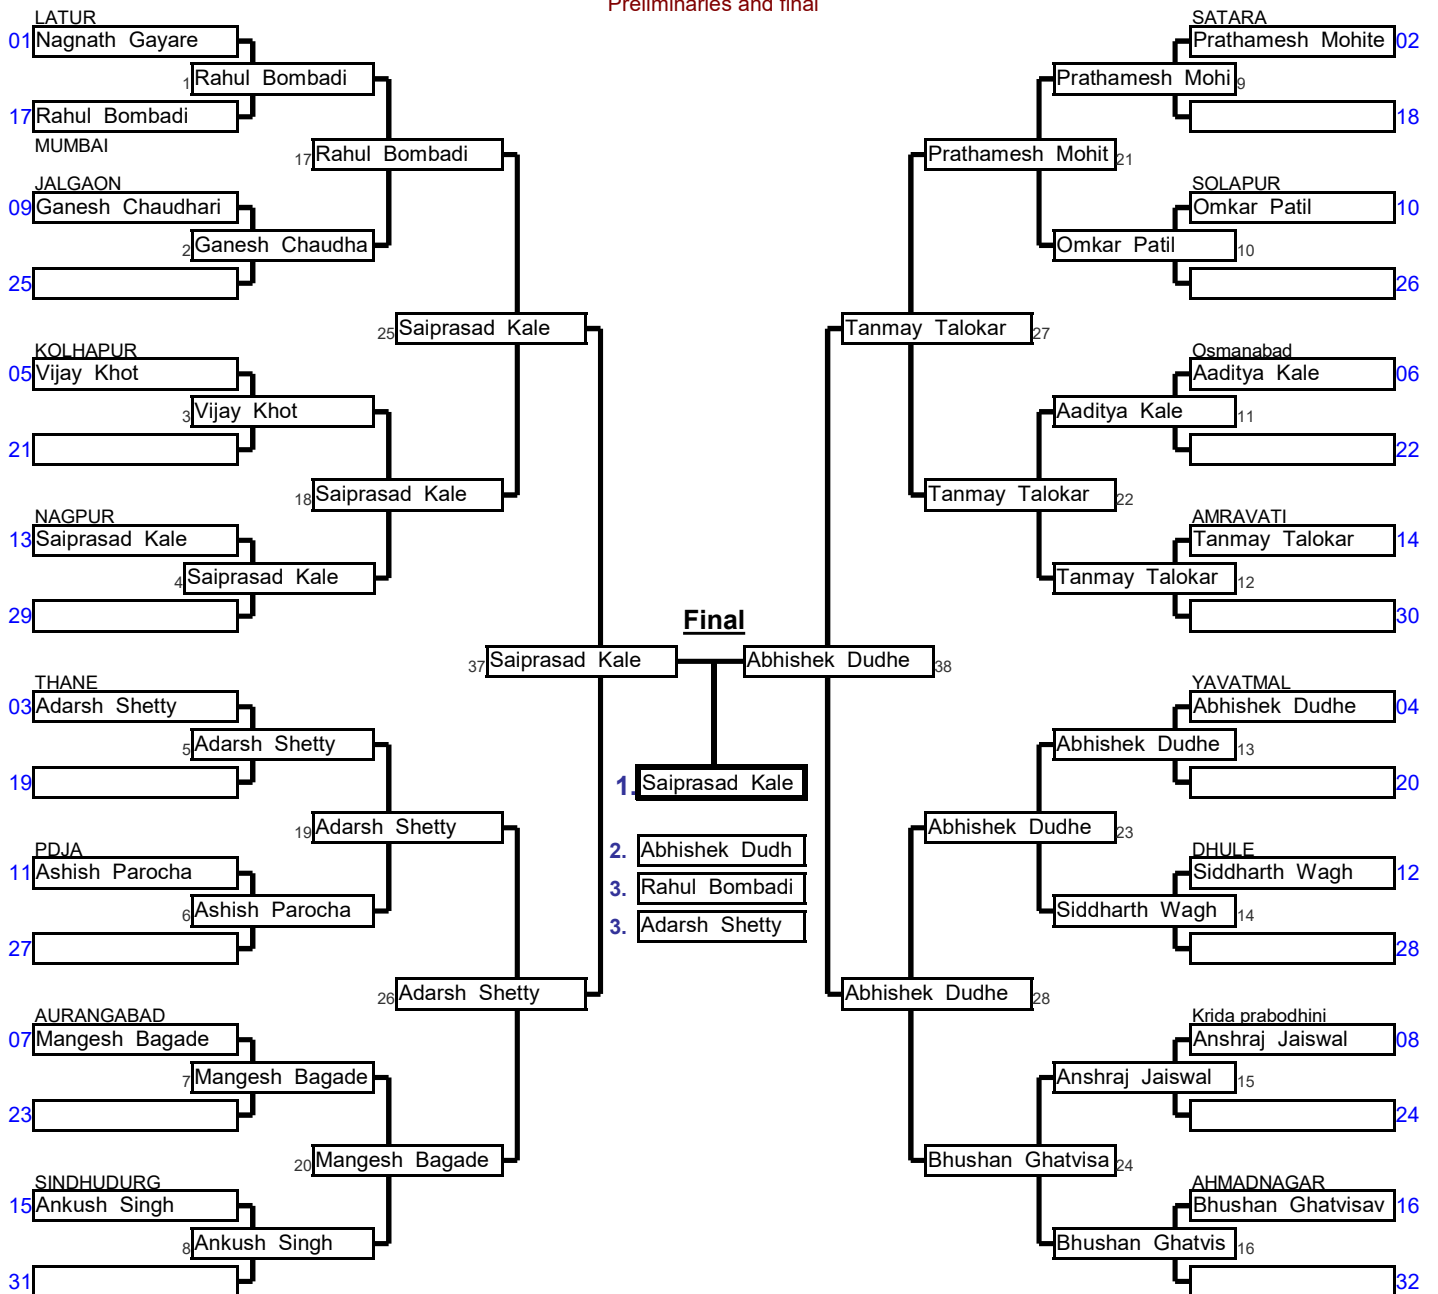 Preliminaries and final
LATUR
01 Nagnath Gayare
1 Rahul Bombadi
17 Rahul Bombadi
MUMBAI
17 Rahul Bombadi
JALGAON
09 Ganesh Chaudhari
2 Ganesh Chaudha
25
25 Saiprasad Kale
KOLHAPUR
05 Vijay Khot
3 Vijay Khot
21
18 Saiprasad Kale
NAGPUR
13 Saiprasad Kale
4 Saiprasad Kale
29
37 Saiprasad Kale
THANE
03 Adarsh Shetty
5 Adarsh Shetty
19
19 Adarsh Shetty
PDJA
11 Ashish Parocha
6 Ashish Parocha
27
26 Adarsh Shetty
AURANGABAD
07 Mangesh Bagade
7 Mangesh Bagade
23
20 Mangesh Bagade
SINDHUDURG
15 Ankush Singh
8 Ankush Singh
31
Final
1. Saiprasad Kale
2. Abhishek Dudh
3. Rahul Bombadi
3. Adarsh Shetty
SATARA
Prathamesh Mohite 02
Prathamesh Mohi 9
18
Prathamesh Mohit 21
SOLAPUR
Omkar Patil 10
Omkar Patil 10
26
Tanmay Talokar 27
Osmanabad
Aaditya Kale 06
Aaditya Kale 11
22
Tanmay Talokar 22
AMRAVATI
Tanmay Talokar 14
Tanmay Talokar 12
30
Abhishek Dudhe 38
YAVATMAL
Abhishek Dudhe 04
Abhishek Dudhe 13
20
Abhishek Dudhe 23
DHULE
Siddharth Wagh 12
Siddharth Wagh 14
28
Abhishek Dudhe 28
Krida prabodhini
Anshraj Jaiswal 08
Anshraj Jaiswal 15
24
Bhushan Ghatvisa 24
AHMADNAGAR
Bhushan Ghatvisav 16
Bhushan Ghatvis 16
32